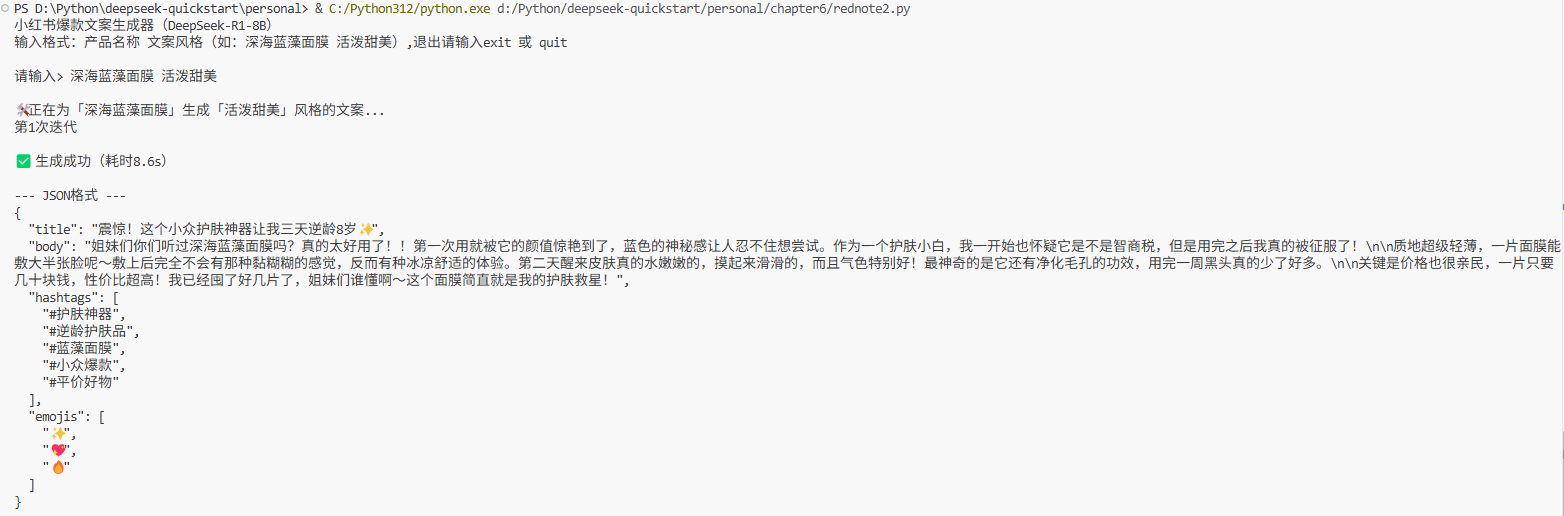 PS D:\Python\deepseek-quickstart\personal> & C:/Python312/python.exe d:/Python/deepseek-quickstart/personal/chapter6/rednote2.py
小红书爆款文案生成器（DeepSeek-R1-8B）
输入格式：产品名称 文案风格（如：深海蓝藻面膜 活泼甜美）,退出请输入exit 或 quit
请输入> 深海蓝藻面膜 活泼甜美
🛠️正在为「深海蓝藻面膜」生成「活泼甜美」风格的文案...
第1次迭代
✅ 生成成功（耗时8.6s）
--- JSON格式 ---
{
"title": "震惊！这个小众护肤神器让我三天逆龄8岁✨",
"body": "姐妹们你们听过深海蓝藻面膜吗？真的太好用了！！第一次用就被它的颜值惊艳到了，蓝色的神秘感让人忍不住想尝试。作为一个护肤小白，我一开始也怀疑它是不是智商税，但是用完之后我真的被征服了！\n\n质地超级轻薄，一片面膜能
敷大半张脸呢～敷上后完全不会有那种黏糊糊的感觉，反而有种冰凉舒适的体验。第二天醒来皮肤真的水嫩嫩的，摸起来滑滑的，而且气色特别好！最神奇的是它还有净化毛孔的功效，用完一周黑头真的少了好多。\n\n关键是价格也很亲民，一片只要
几十块钱，性价比超高！我已经囤了好几片了，姐妹们谁懂啊～这个面膜简直就是我的护肤救星！",
"hashtags": [
"#护肤神器",
"#逆龄护肤品",
"#蓝藻面膜",
"#小众爆款",
"#平价好物"
],
"emojis": [
"✨",
"💖",
"🔥"
]
}